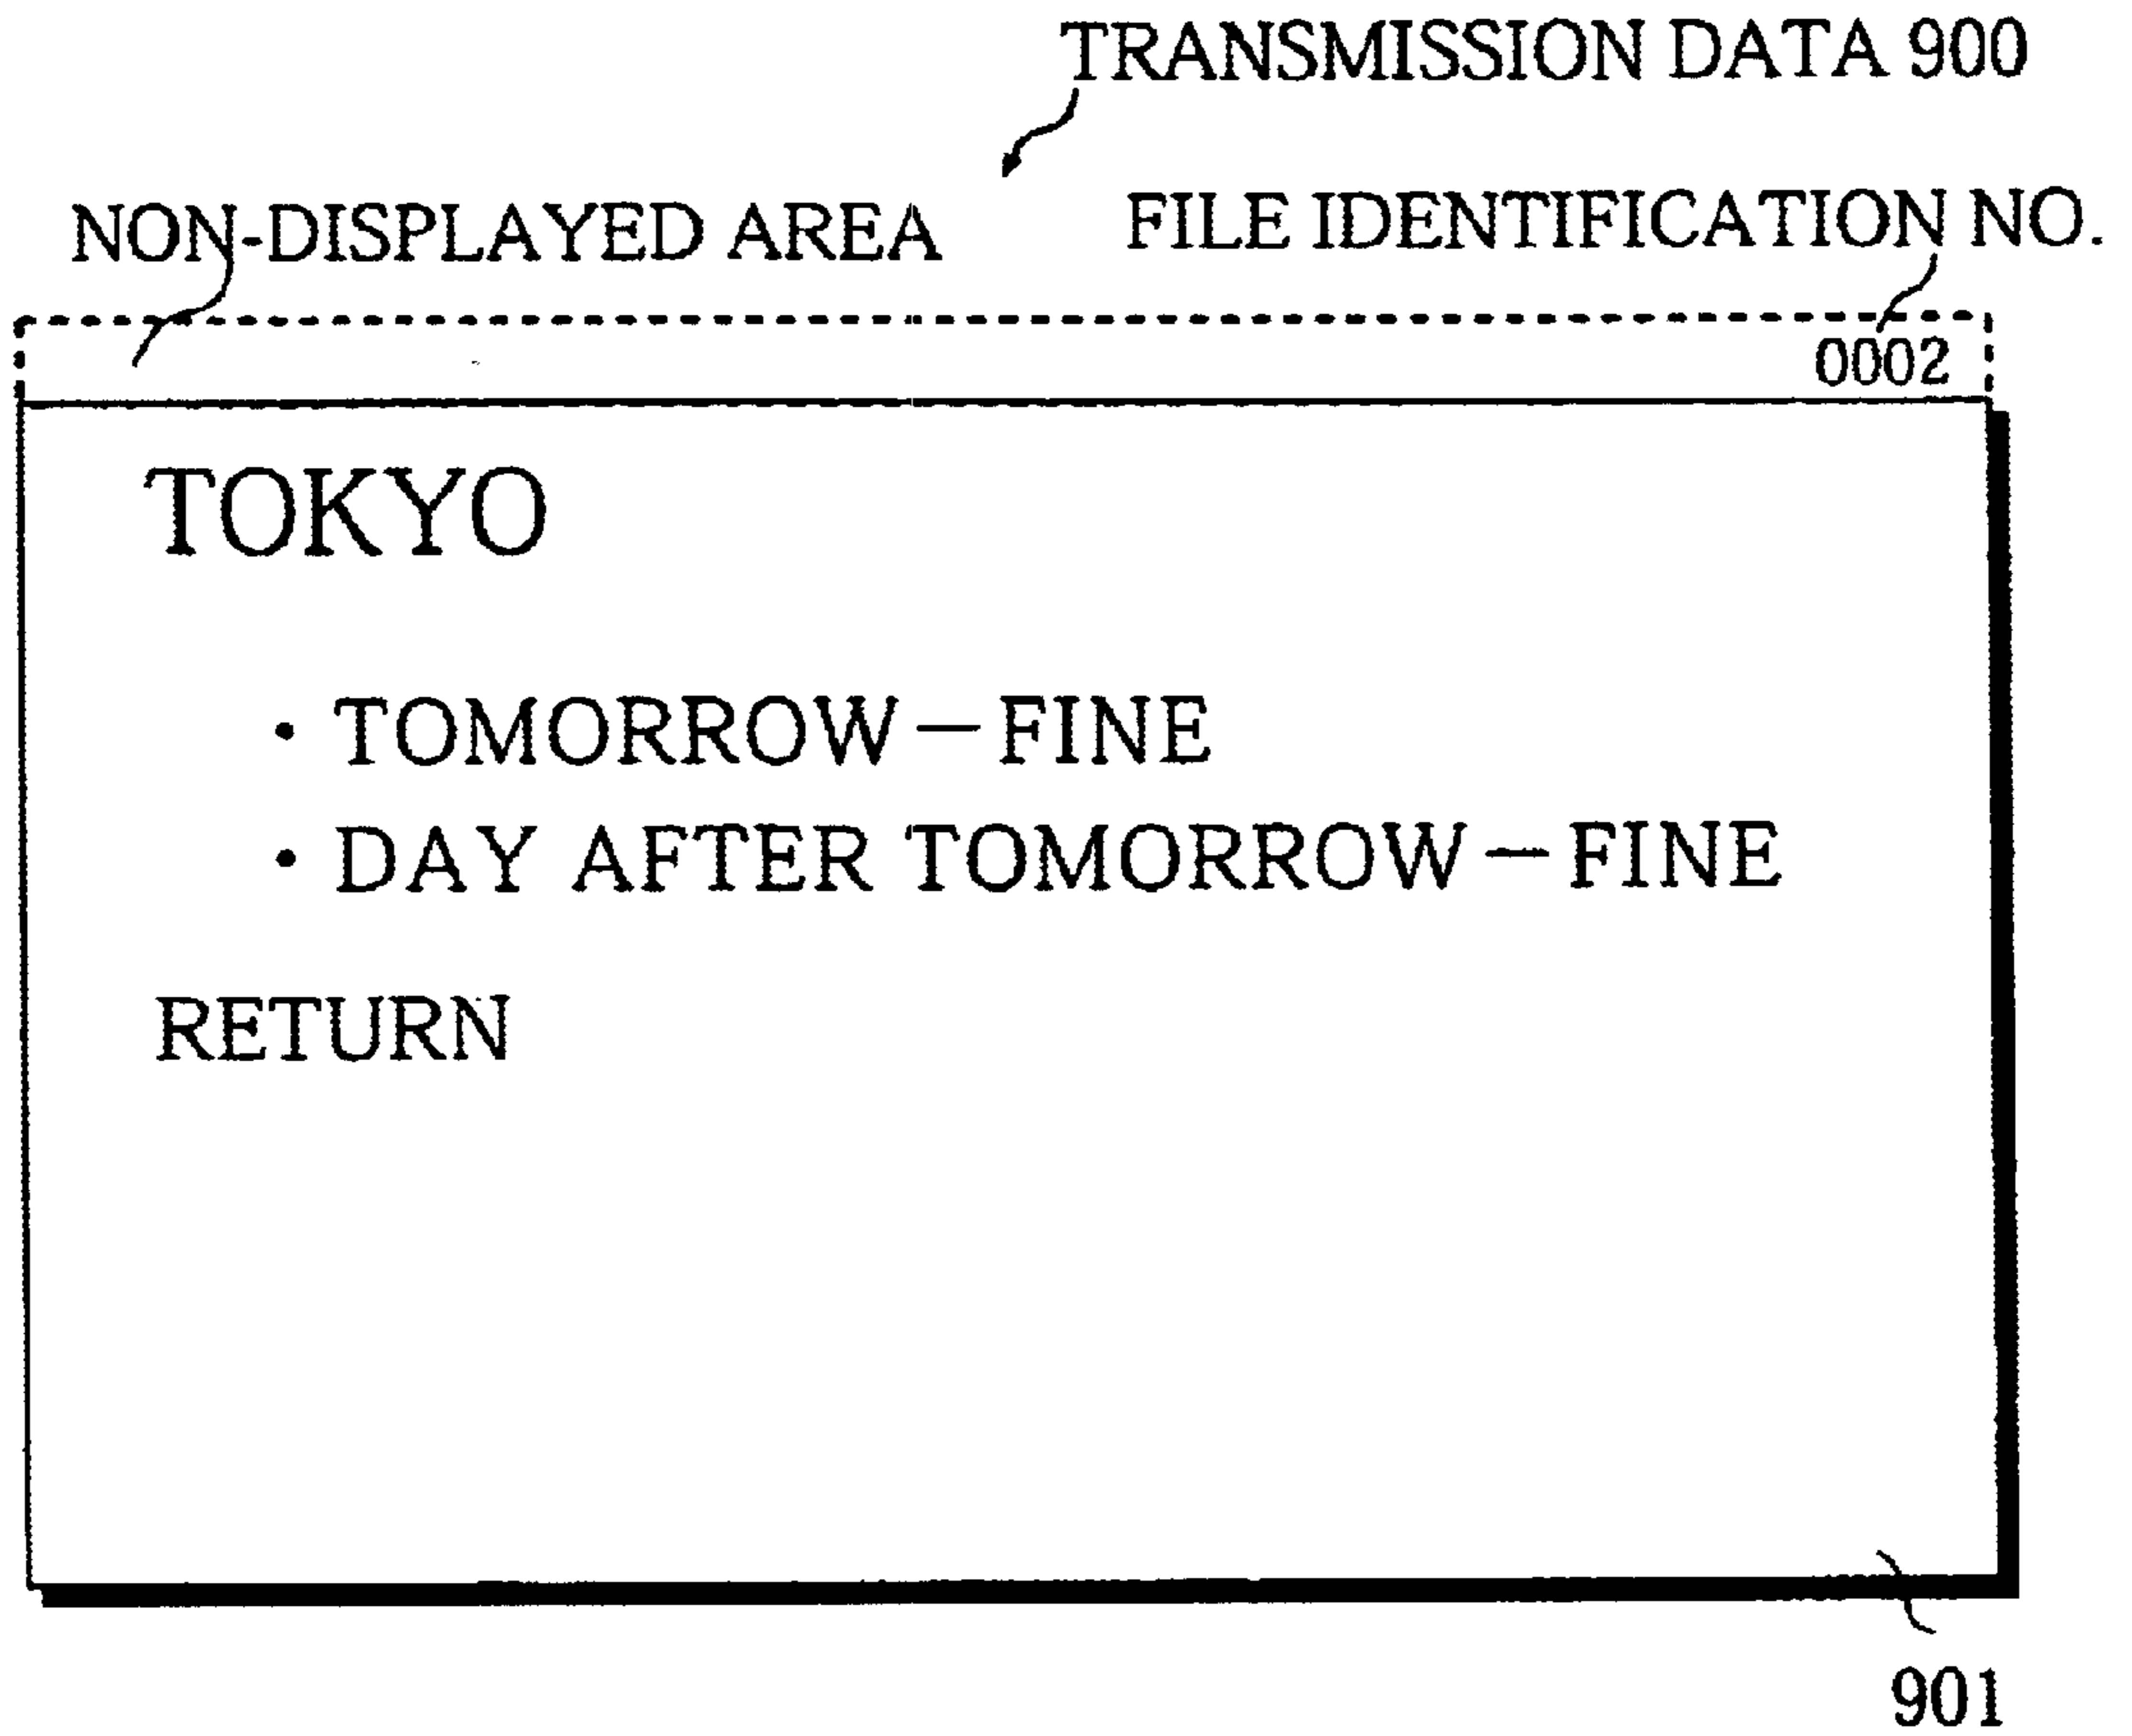 TRANSMISSION DATA 900
NON-DISPLAYED AREA
FILE IDENTIFICATION NO.
0002
TOKYO
· TOMORROW—FINE
· DAY AFTER TOMORROW—FINE
RETURN
901